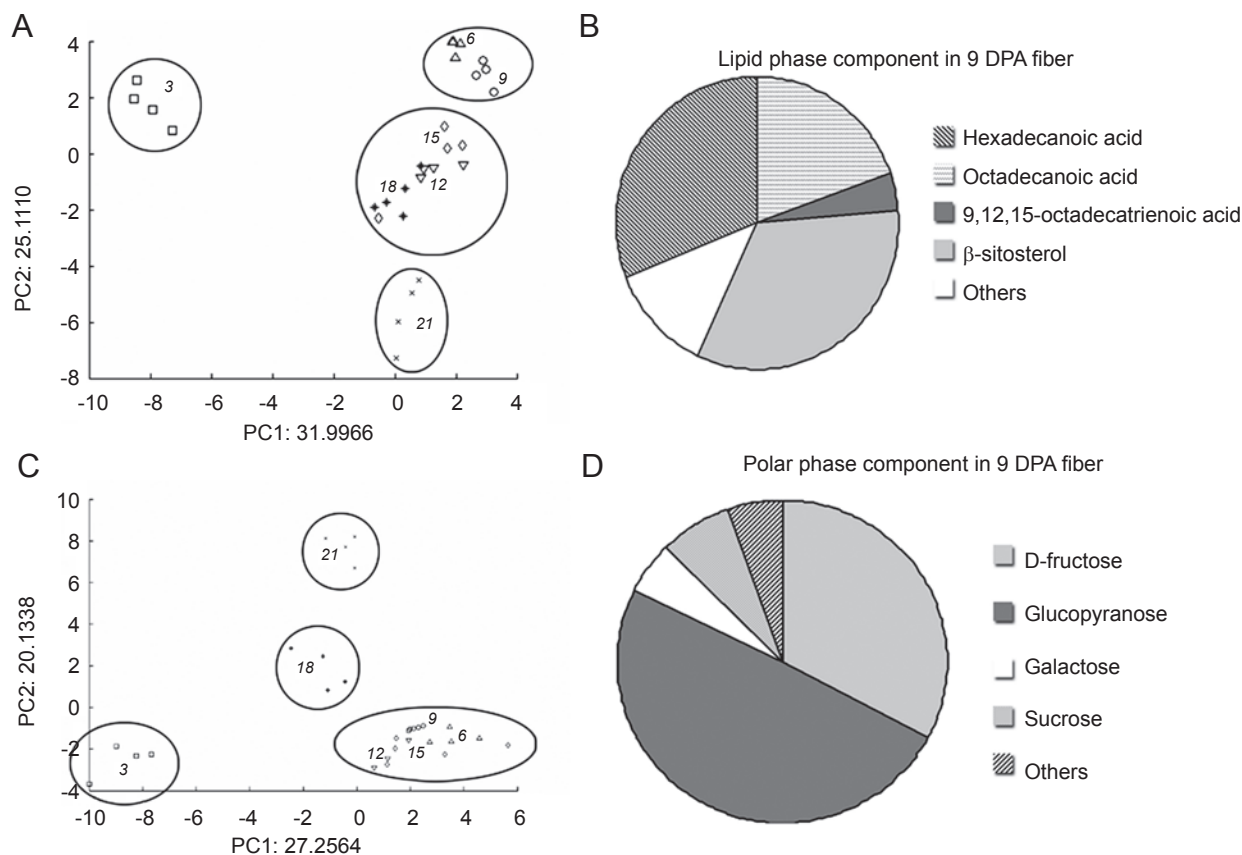 A
4
2
0
-2
-4
-6
-8
-10
-8
-6
-4
-2
0
2
4
PC2: 25.1110
PC1: 31.9966
3
6
9
15
18
12
21
B
Lipid phase component in 9 DPA fiber
Hexadecanoic acid
Octadecanoic acid
9,12,15-octadecatrienoic acid
β-sitosterol
Others
C
10
8
6
4
2
0
-2
-4
-10
-8
-6
-4
-2
0
2
4
6
PC2: 20.1338
PC1: 27.2564
21
18
3
9
12
15
6
D
Polar phase component in 9 DPA fiber
D-fructose
Glucopyranose
Galactose
Sucrose
Others